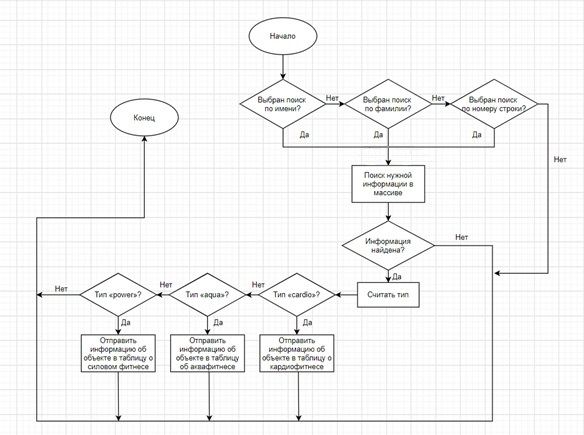 Начало
Выбран поиск
по имени?
Нет
Выбран поиск
по фамилии?
Нет
Выбран поиск
по номеру строки?
Да
Да
Да
Нет
Конец
Поиск нужной
информации в
массиве
Информация
найдена?
Нет
Да
Считать тип
Тип «cardio»?
Нет
Тип «aqua»?
Нет
Тип «power»?
Нет
Да
Да
Да
Отправить
информацию об
объекте в таблицу о
силовом фитнесе
Отправить
информацию об
объекте в таблицу
об аквафитнесе
Отправить
информацию об
объекте в таблицу о
кардиофитнесе